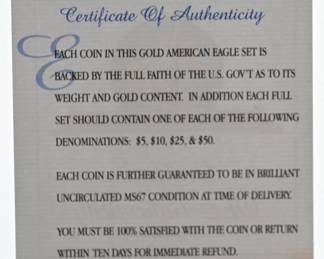 Certificate Of Authenticity
EACH COIN IN THIS GOLD AMERICAN EAGLE SET IS
BACKED BY THE FULL FAITH OF THE U.S. GOV'T AS TO ITS
WEIGHT AND GOLD CONTENT. IN ADDITION EACH FULL
SET SHOULD CONTAIN ONE OF EACH OF THE FOLLOWING
DENOMINATIONS: $5, $10, $25, & $50.
EACH COIN IS FURTHER GUARANTEED TO BE IN BRILLIANT
UNCIRCULATED MS67 CONDITION AT TIME OF DELIVERY.
YOU MUST BE 100% SATISFIED WITH THE COIN OR RETURN
WITHIN TEN DAYS FOR IMMEDIATE REFUND.